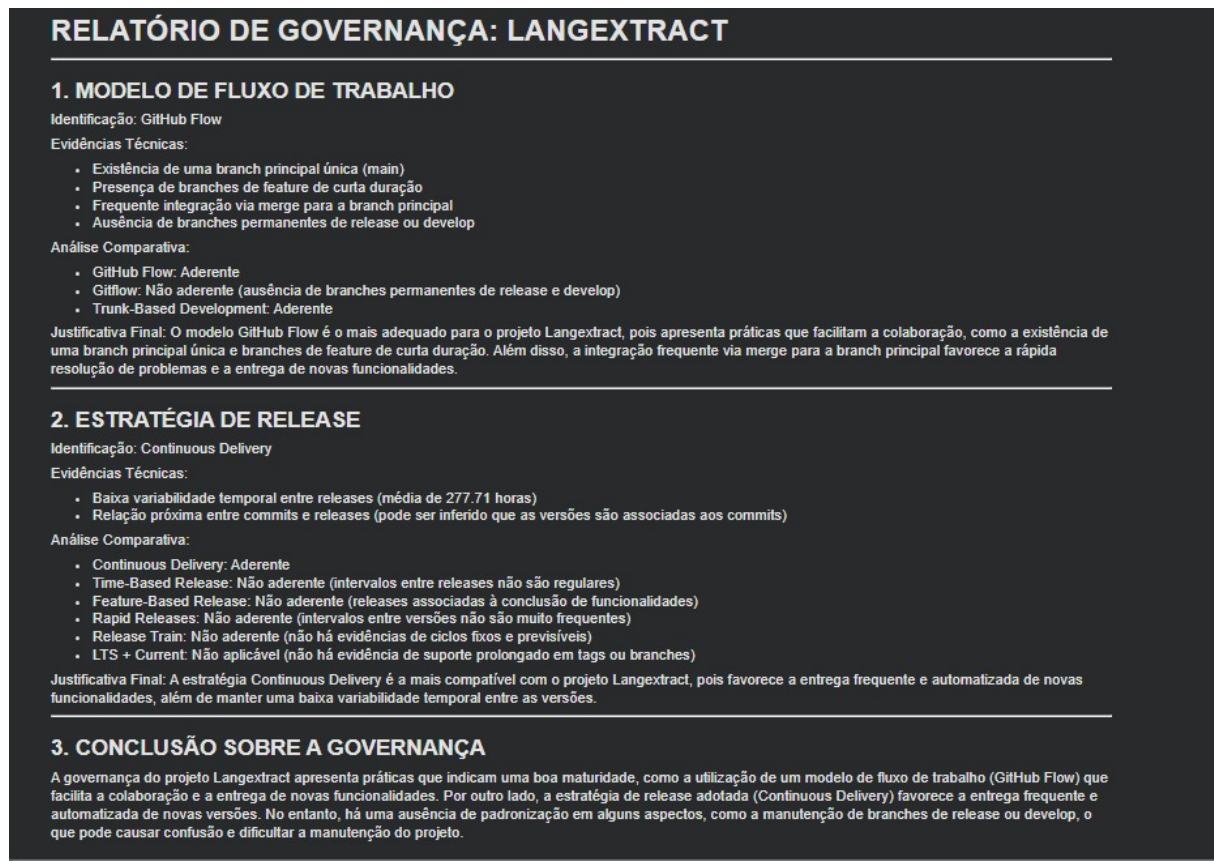 RELATÓRIO DE GOVERNANÇA: LANGEXTRACT
1. MODELO DE FLUXO DE TRABALHO
Identificação: GitHub Flow
Evidências Técnicas:
• Existência de uma branch principal única (main)
• Presença de branches de feature de curta duração
• Frequente integração via merge para a branch principal
• Ausência de branches permanentes de release ou develop
Análise Comparativa:
• GitHub Flow: Aderente
• Gitflow: Não aderente (ausência de branches permanentes de release e develop)
• Trunk-Based Development: Aderente
Justificativa Final: O modelo GitHub Flow é o mais adequado para o projeto Langextract, pois apresenta práticas que facilitam a colaboração, como a existência de
uma branch principal única e branches de feature de curta duração. Além disso, a integração frequente via merge para a branch principal favorece a rápida
resolução de problemas e a entrega de novas funcionalidades.
2. ESTRATÉGIA DE RELEASE
Identificação: Continuous Delivery
Evidências Técnicas:
• Baixa variabilidade temporal entre releases (média de 277.71 horas)
• Relação próxima entre commits e releases (pode ser inferido que as versões são associadas aos commits)
Análise Comparativa:
• Continuous Delivery: Aderente
• Time-Based Release: Não aderente (intervalos entre releases não são regulares)
• Feature-Based Release: Não aderente (releases associadas à conclusão de funcionalidades)
• Rapid Releases: Não aderente (intervalos entre versões não são muito frequentes)
• Release Train: Não aderente (não há evidências de ciclos fixos e previsíveis)
• LTS + Current: Não aplicável (não há evidência de suporte prolongado em tags ou branches)
Justificativa Final: A estratégia Continuous Delivery é a mais compatível com o projeto Langextract, pois favorece a entrega frequente e automatizada de novas
funcionalidades, além de manter uma baixa variabilidade temporal entre as versões.
3. CONCLUSÃO SOBRE A GOVERNANÇA
A governança do projeto Langextract apresenta práticas que indicam uma boa maturidade, como a utilização de um modelo de fluxo de trabalho (GitHub Flow) que
facilita a colaboração e a entrega de novas funcionalidades. Por outro lado, a estratégia de release adotada (Continuous Delivery) favorece a entrega frequente e
automatizada de novas versões. No entanto, há uma ausência de padronização em alguns aspectos, como a manutenção de branches de release ou develop, o
que pode causar confusão e dificultar a manutenção do projeto.